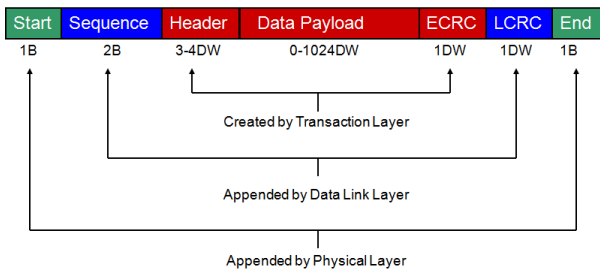 Start Sequence Header Data Payload ECRC LCRC End
1B 2B 3-4DW 0-1024DW 1DW 1DW 1B
Created by Transaction Layer
Appended by Data Link Layer
Appended by Physical Layer